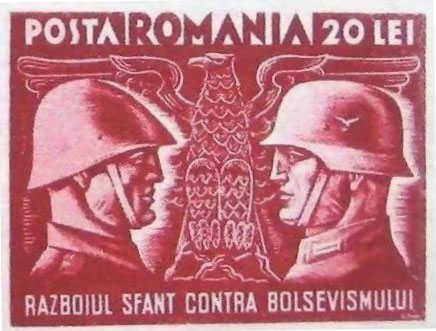 POSTA ROMANIA 20 LEI
RAZBOIUL SFANT CONTRA BOLSEVISMULUI